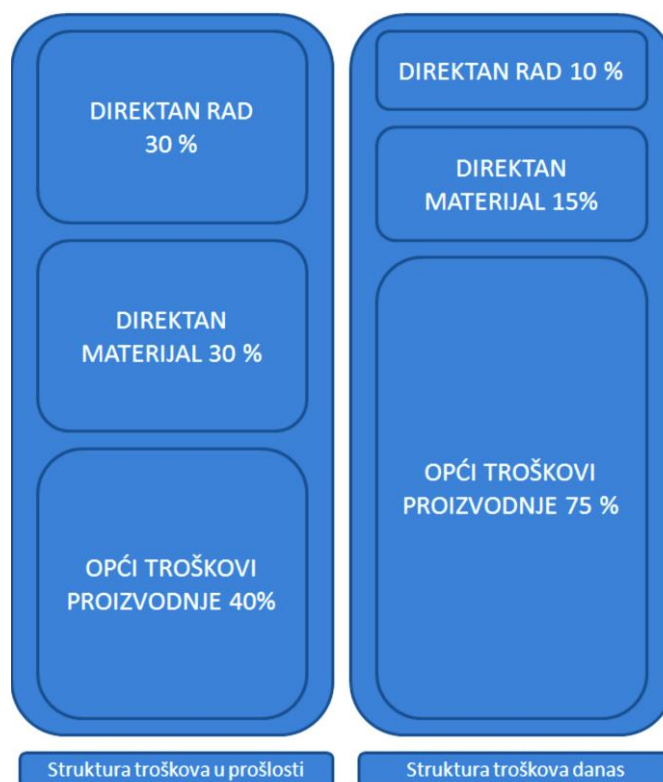 DIREKTAN RAD
30 %
DIREKTAN
MATERIJAL 30 %
OPĆI TROŠKOVI
PROIZVODNJE 40%
Struktura troškova u prošlosti
DIREKTAN RAD 10 %
DIREKTAN
MATERIJAL 15%
OPĆI TROŠKOVI
PROIZVODNJE 75 %
Struktura troškova danas